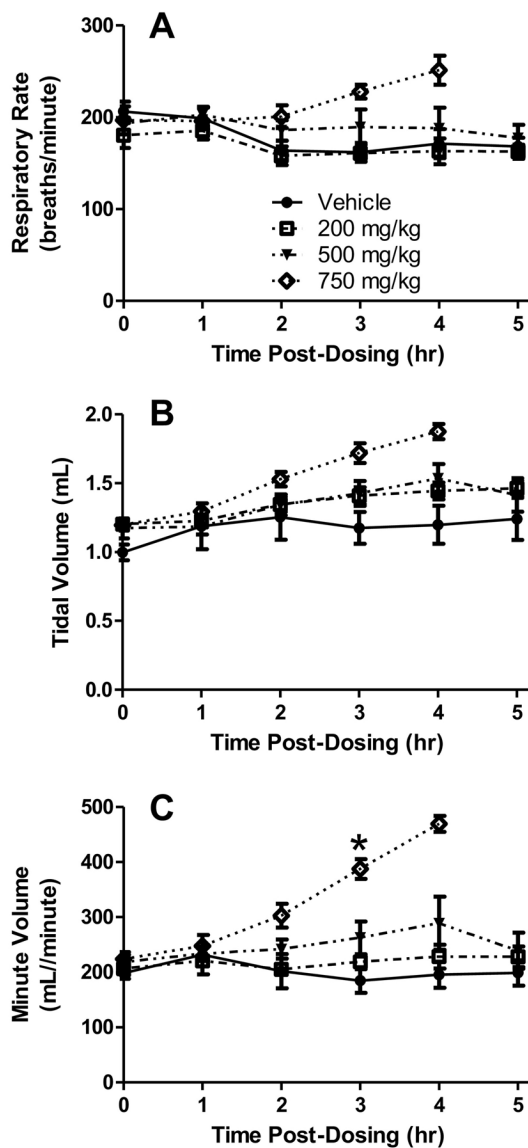 A
Respiratory Rate
(breaths/minute)
300
200
100
0
Vehicle
200 mg/kg
500 mg/kg
750 mg/kg
0 1 2 3 4 5
Time Post-Dosing (hr)
B
Tidal Volume (mL)
2.0
1.5
1.0
0.5
0.0
0 1 2 3 4 5
Time Post-Dosing (hr)
C
Minute Volume
(mL//minute)
500
400
300
200
100
0
*
0 1 2 3 4 5
Time Post-Dosing (hr)